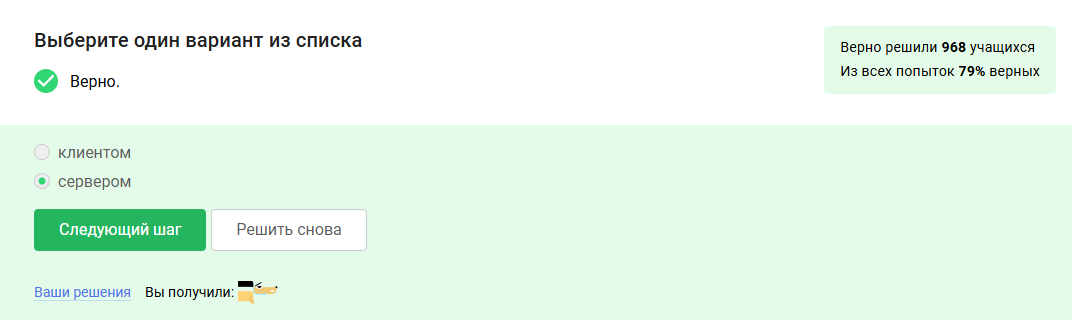 Выберите один вариант из списка
Верно.
Верно решили 968 учащихся
Из всех попыток 79% верных
клиентом
сервером
Следующий шаг
Решить снова
Ваши решения
Вы получили: